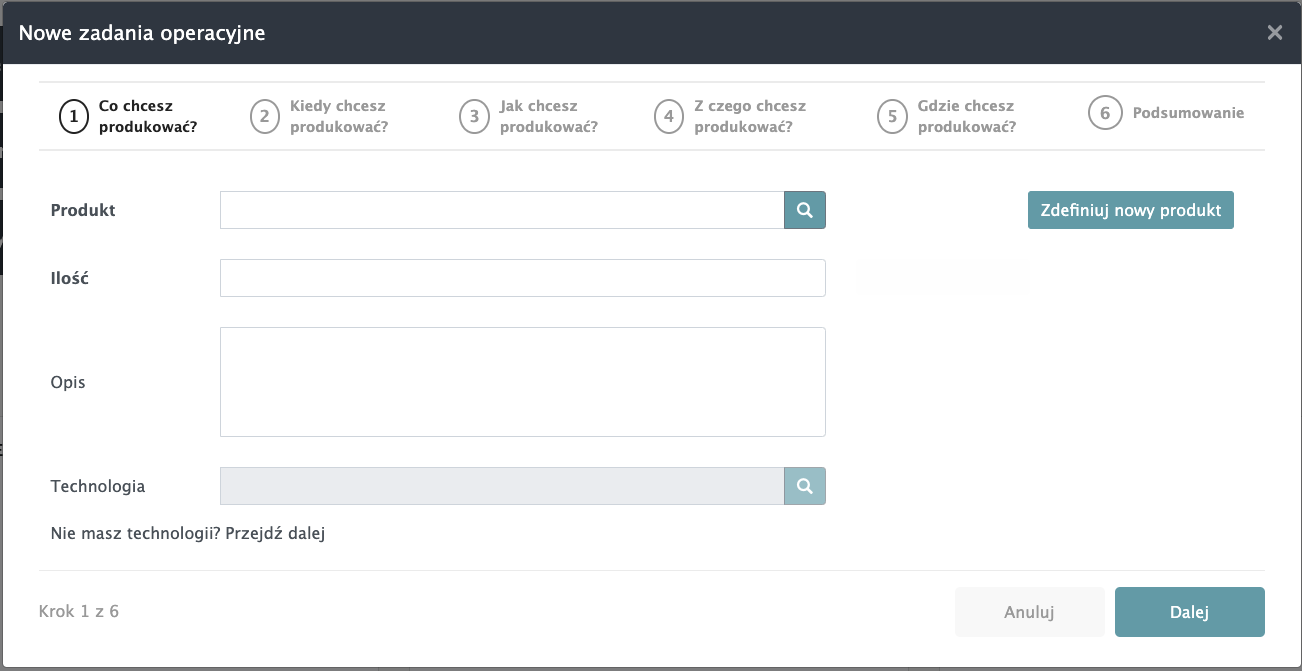 Nowe zadania operacyjne
1 Co chcesz produkować?
2 Kiedy chcesz produkować?
3 Jak chcesz produkować?
4 Z czego chcesz produkować?
5 Gdzie chcesz produkować?
6 Podsumowanie
Produkt
Zdefiniuj nowy produkt
Ilość
Opis
Technologia
Nie masz technologii? Przejdź dalej
Krok 1 z 6
Anuluj
Dalej